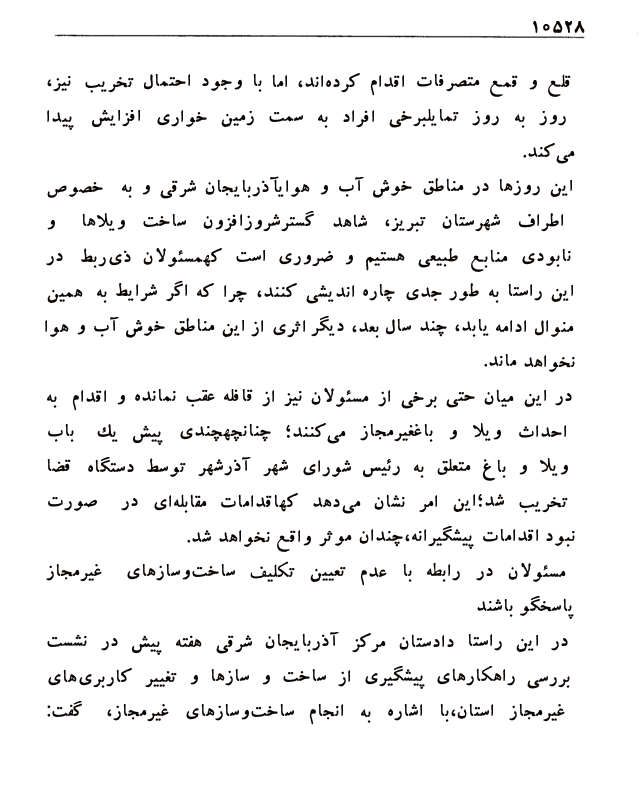 ۱۰۵۲۸
قلع و قمع متصرفات اقدام کرده‌اند، اما با وجود احتمال تخریب نیز،
روز به روز تمایلبرخی افراد به سمت زمین خواری افزایش پیدا
می‌کند.
این روزها در مناطق خوش آب و هوایآذربایجان شرقی و به خصوص
اطراف شهرستان تبریز، شاهد گسترشروزافزون ساخت ویلاها و
نابودی منابع طبیعی هستیم و ضروری است کهمسئولان ذی‌ربط در
این راستا به طور جدی چاره اندیشی کنند، چرا که اگر شرایط به همین
منوال ادامه یابد، چند سال بعد، دیگر اثری از این مناطق خوش آب و هوا
نخواهد ماند.
در این میان حتی برخی از مسئولان نیز از قافله عقب نمانده و اقدام به
احداث ویلا و باغغیرمجاز می‌کنند؛ چنانچهچندی پیش یك باب
ویلا و باغ متعلق به رئیس شورای شهر آذرشهر توسط دستگاه قضا
تخریب شد؛این امر نشان می‌دهد کهاقدامات مقابله‌ای در صورت
نبود اقدامات پیشگیرانه،چندان موثر واقع نخواهد شد.
مسئولان در رابطه با عدم تعیین تکلیف ساخت‌وسازهای غیرمجاز
پاسخگو باشند
در این راستا دادستان مرکز آذربایجان شرقی هفته پیش در نشست
بررسی راهکارهای پیشگیری از ساخت و سازها و تغییر کاربری‌های
غیرمجاز استان،با اشاره به انجام ساخت‌وسازهای غیرمجاز، گفت: